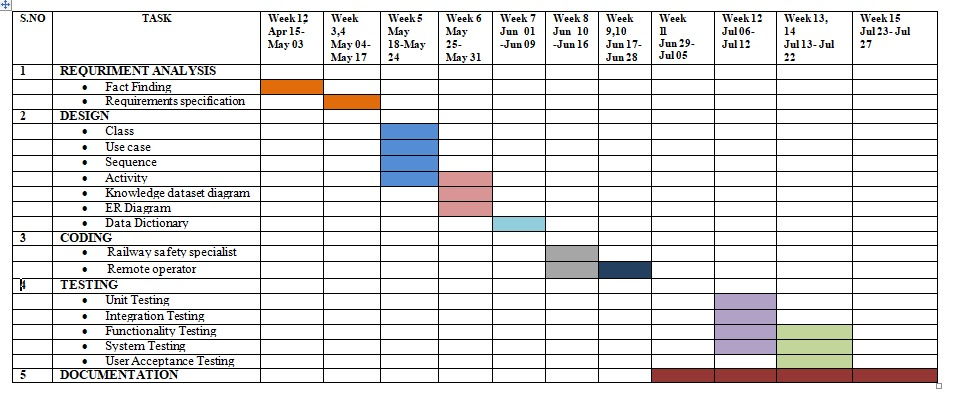 S.NO TASK Week 12 Week Week 5 Week 6 Week 7 Week 8 Week Week Week 12 Week 13, Week 15
Apr 15- 3,4 May May Jun 01 Jun 10 9,10 11 Jul 06- 14 Jul 23- Jul
May 03 May 04- 18-May 25- -Jun 09 -Jun 16 Jun 17- Jun 29- Jul 12 Jul 13- Jul 27
May 17 24 May 31 Jun 28 Jul 05 22
1 REQURIMENT ANALYSIS
• Fact Finding
• Requirements specification
2 DESIGN
• Class
• Use case
• Sequence
• Activity
• Knowledge dataset diagram
• ER Diagram
• Data Dictionary
3 CODING
• Railway safety specialist
• Remote operator
4 TESTING
• Unit Testing
• Integration Testing
• Functionality Testing
• System Testing
• User Acceptance Testing
5 DOCUMENTATION